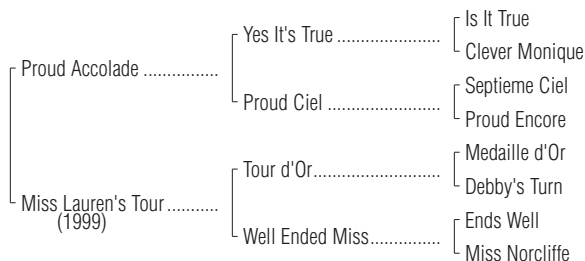 Is It True
Yes It's True ....................
Clever Monique
Proud Accolade ...............
Septieme Ciel
Proud Ciel ......................
Proud Encore
Medaille d'Or
Tour d'Or.........................
Debby's Turn
Miss Lauren's Tour ..........
(1999)
Ends Well
Well Ended Miss..............
Miss Norcliffe